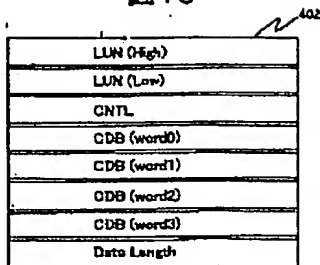 402
LUN (High)
LUN (Low)
CNTL
CDB (word0)
CDB (word1)
CDB (word2)
CDB (word3)
Data Length